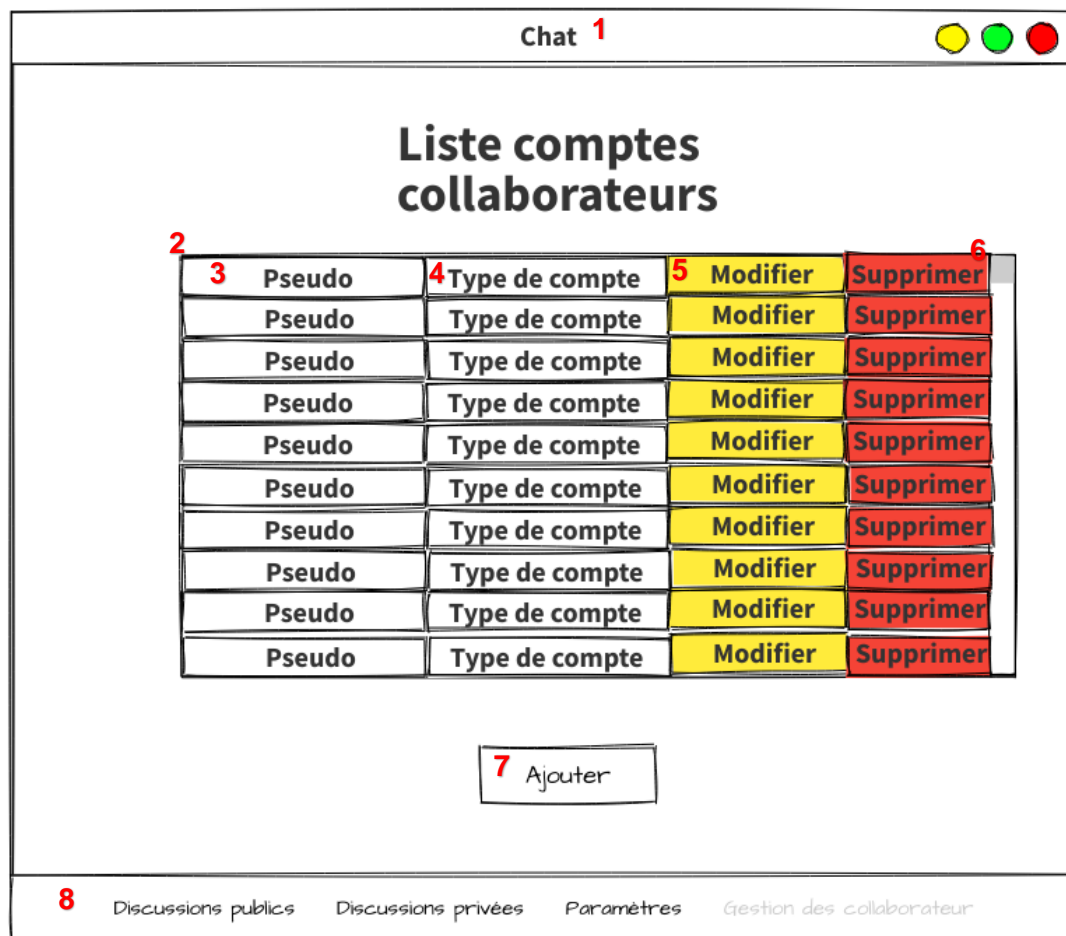 Chat 1
Liste comptes
collaborateurs
2 6
3 Pseudo 4 Type de compte 5 Modifier Supprimer
Pseudo Type de compte Modifier Supprimer
Pseudo Type de compte Modifier Supprimer
Pseudo Type de compte Modifier Supprimer
Pseudo Type de compte Modifier Supprimer
Pseudo Type de compte Modifier Supprimer
Pseudo Type de compte Modifier Supprimer
Pseudo Type de compte Modifier Supprimer
Pseudo Type de compte Modifier Supprimer
Pseudo Type de compte Modifier Supprimer
7 Ajouter
8 Discussions publics Discussions privées Paramètres Gestion des collaborateur